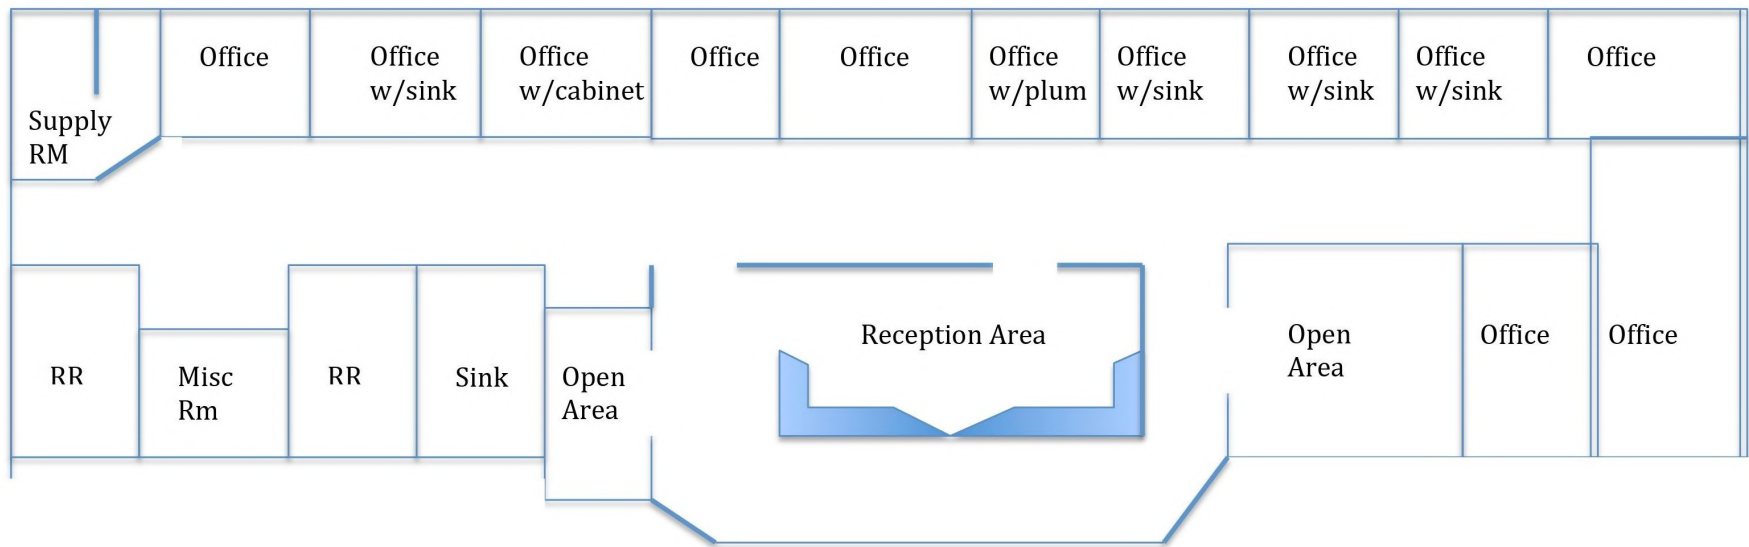 Office
Office
w/sink
Office
w/cabinet
Office
Office
Office
w/plum
Office
w/sink
Office
w/sink
Office
w/sink
Office
Supply
RM
RR
Misc
Rm
RR
Sink
Open
Area
Reception Area
Open
Area
Office
Office